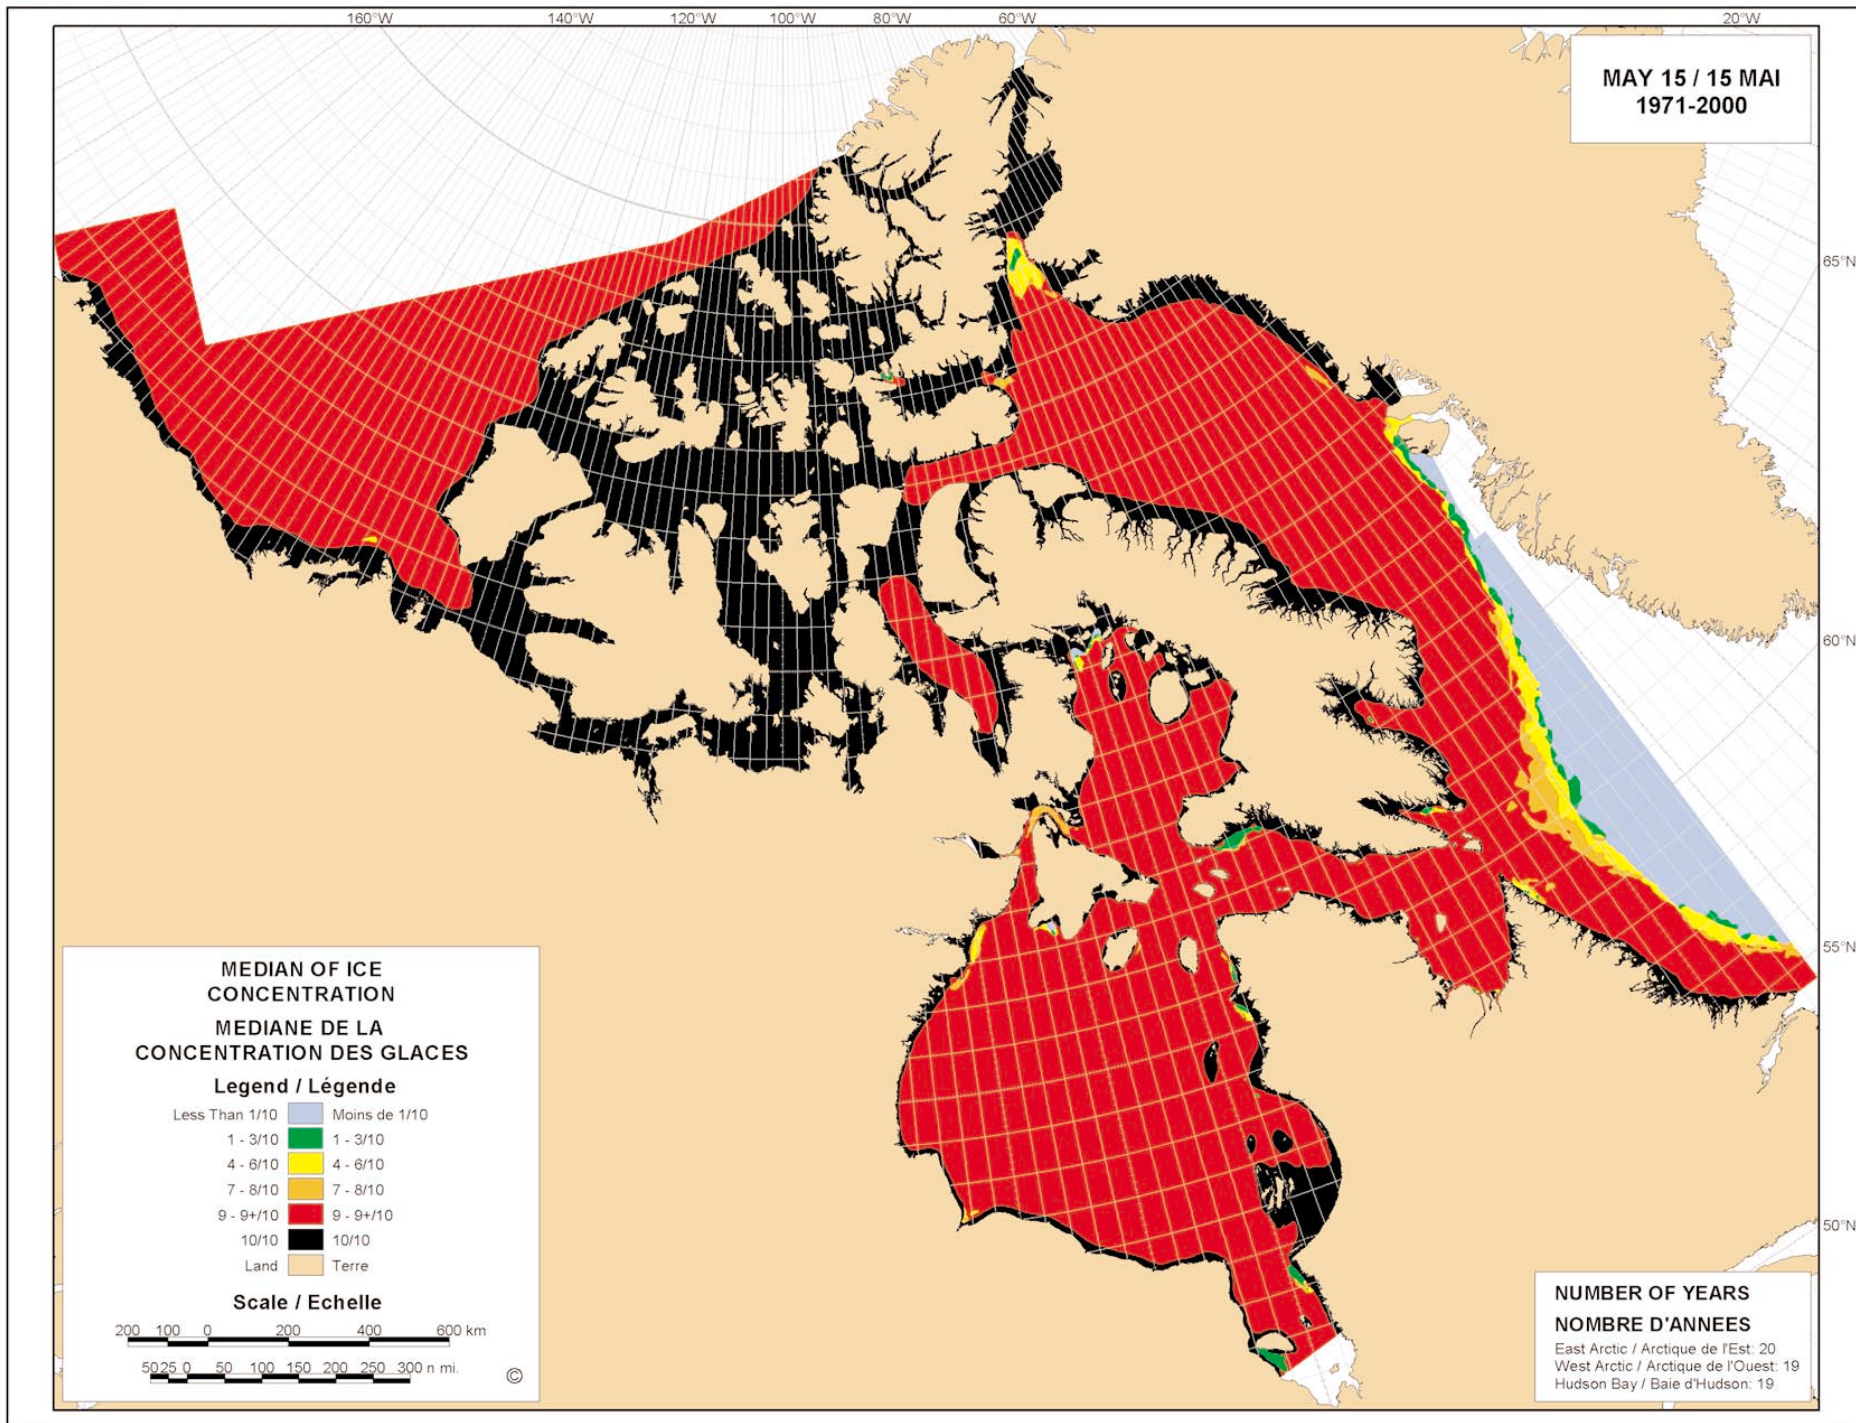 160°W 140°W 120°W 100°W 80°W 60°W 20°W
MAY 15 / 15 MAI
1971-2000
65°N
60°N
55°N
50°N
MEDIAN OF ICE
CONCENTRATION
MEDIANE DE LA
CONCENTRATION DES GLACES
Legend / Légende
Less Than 1/10 Moins de 1/10
1 - 3/10 1 - 3/10
4 - 6/10 4 - 6/10
7 - 8/10 7 - 8/10
9 - 9+/10 9 - 9+/10
10/10 10/10
Land Terre
Scale / Echelle
200 100 0 200 400 600 km
50 25 0 50 100 150 200 250 300 n mi.
©
NUMBER OF YEARS
NOMBRE D'ANNEES
East Arctic / Arctique de l'Est: 20
West Arctic / Arctique de l'Ouest: 19
Hudson Bay / Baie d'Hudson: 19